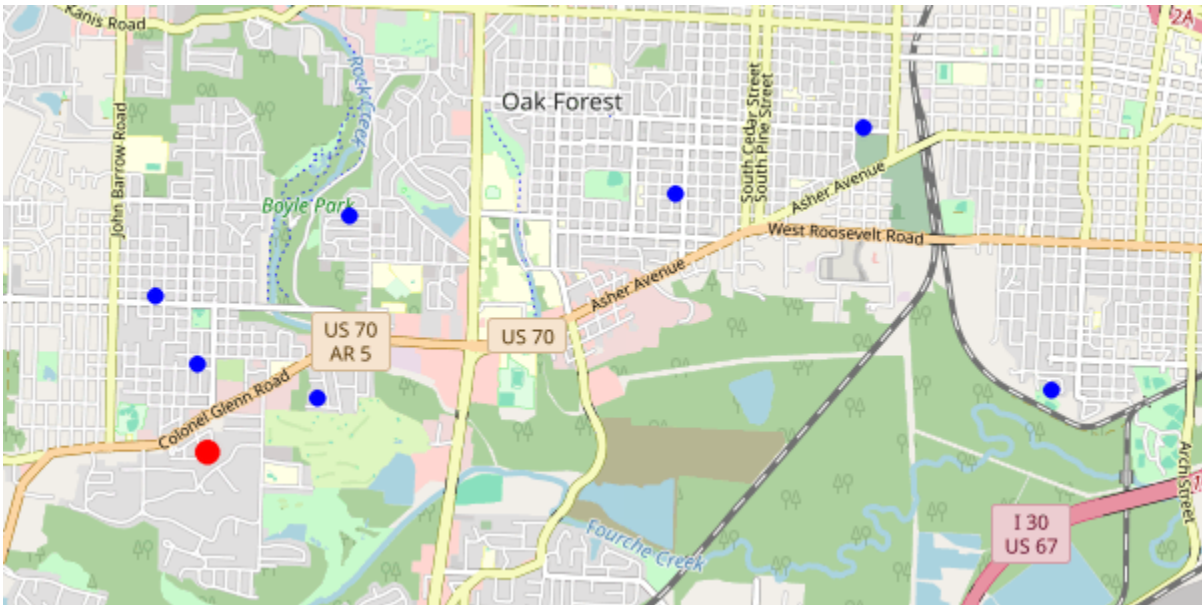 Kanis Road
2A
Rock Creek
Oak Forest
South Cedar Street
South Pine Street
John Barrow Road
Asher Avenue
Boyle Park
West Roosevelt Road
Asher Avenue
US 70
AR 5
US 70
Colonel Glenn Road
Arch Street
I 30
US 67
Fourche Creek